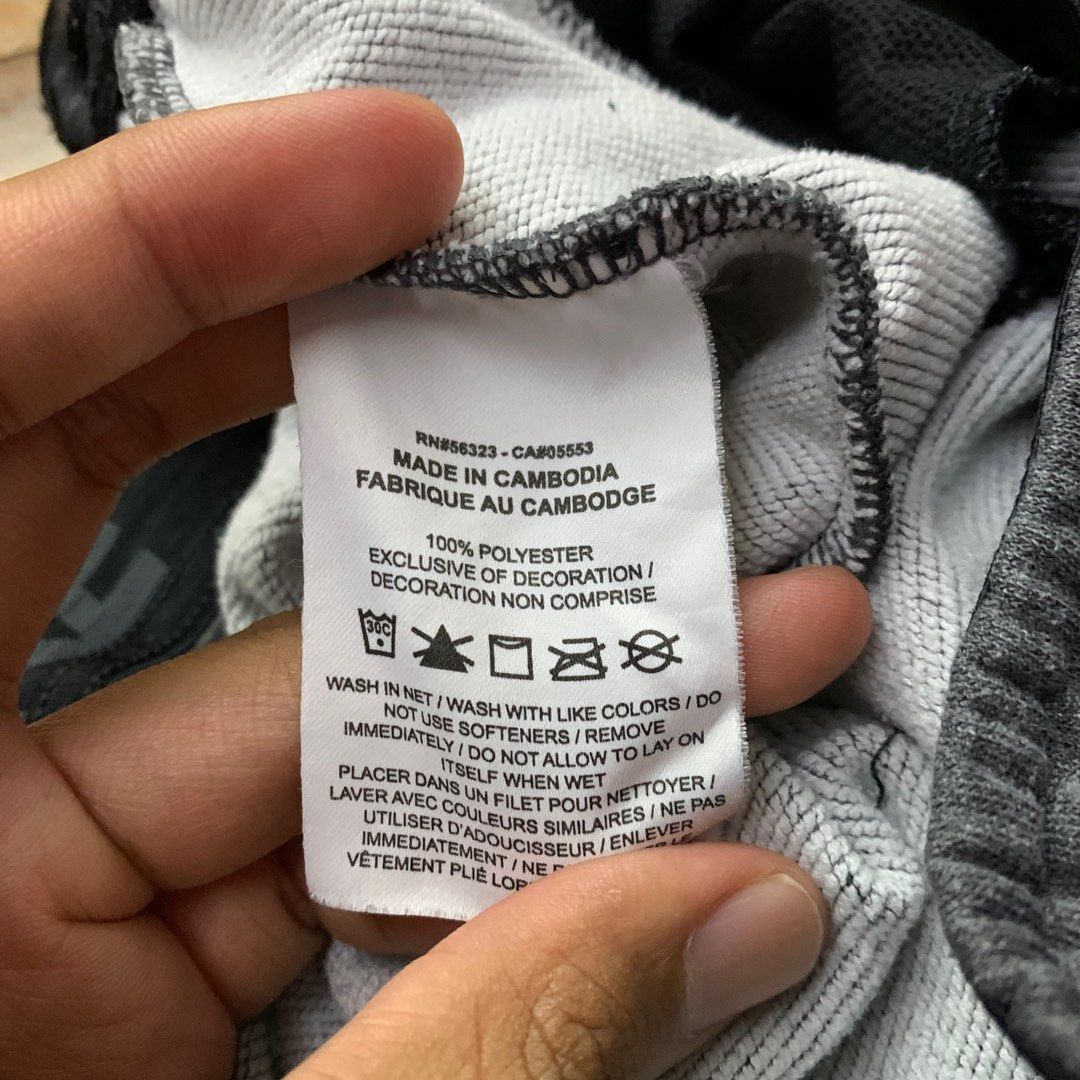 RN#56323 - CA#05553
MADE IN CAMBODIA
FABRIQUE AU CAMBODGE
100% POLYESTER
EXCLUSIVE OF DECORATION /
DECORATION NON COMPRISE
30C
WASH IN NET / WASH WITH LIKE COLORS / DO
NOT USE SOFTENERS / REMOVE
IMMEDIATELY / DO NOT ALLOW TO LAY ON
ITSELF WHEN WET
PLACER DANS UN FILET POUR NETTOYER /
LAVER AVEC COULEURS SIMILAIRES / NE PAS
UTILISER D'ADOUCISSEUR / ENLEVER
IMMEDIATEMENT / NE
VÊTEMENT PLIÉ